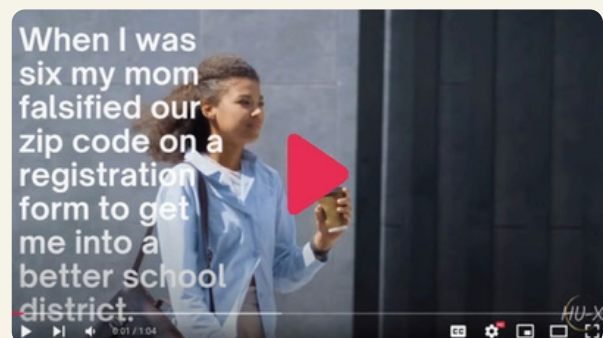 When I was
six my mom
falsified our
zip code on a
registration
form to get
me into a
better school
district.
HU-X
0:01 / 1:04
CC